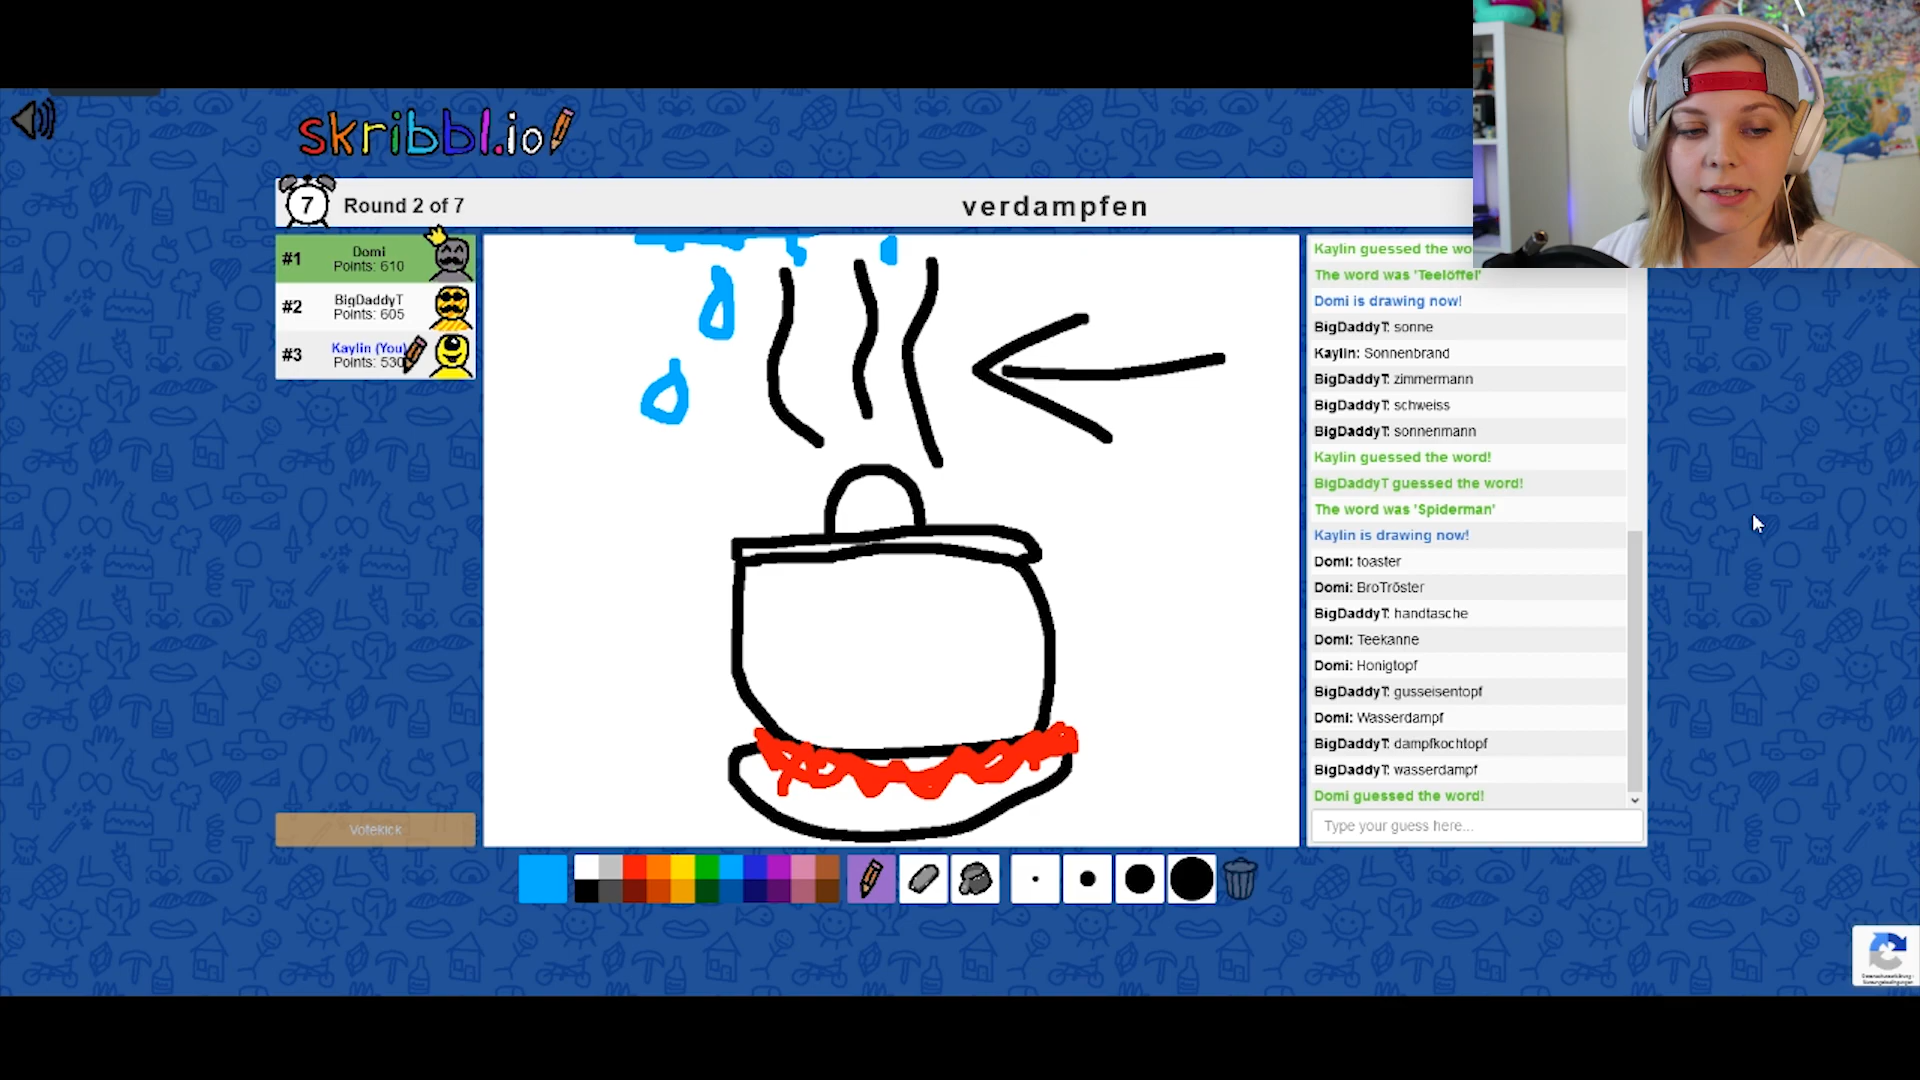 skribbl.io
7
Round 2 of 7
verdampfen
#1
Domi
Points: 610
#2
BigDaddyT
Points: 605
#3
Kaylin (You)
Points: 530
Votekick
Kaylin guessed the wo
The word was 'Teelöffel'
Domi is drawing now!
BigDaddyT: sonne
Kaylin: Sonnenbrand
BigDaddyT: zimmermann
BigDaddyT: schweiss
BigDaddyT: sonnenmann
Kaylin guessed the word!
BigDaddyT guessed the word!
The word was 'Spiderman'
Kaylin is drawing now!
Domi: toaster
Domi: BroTröster
BigDaddyT: handtasche
Domi: Teekanne
Domi: Honigtopf
BigDaddyT: gusseisentopf
Domi: Wasserdampf
BigDaddyT: dampfkochtopf
BigDaddyT: wasserdampf
Domi guessed the word!
Type your guess here...